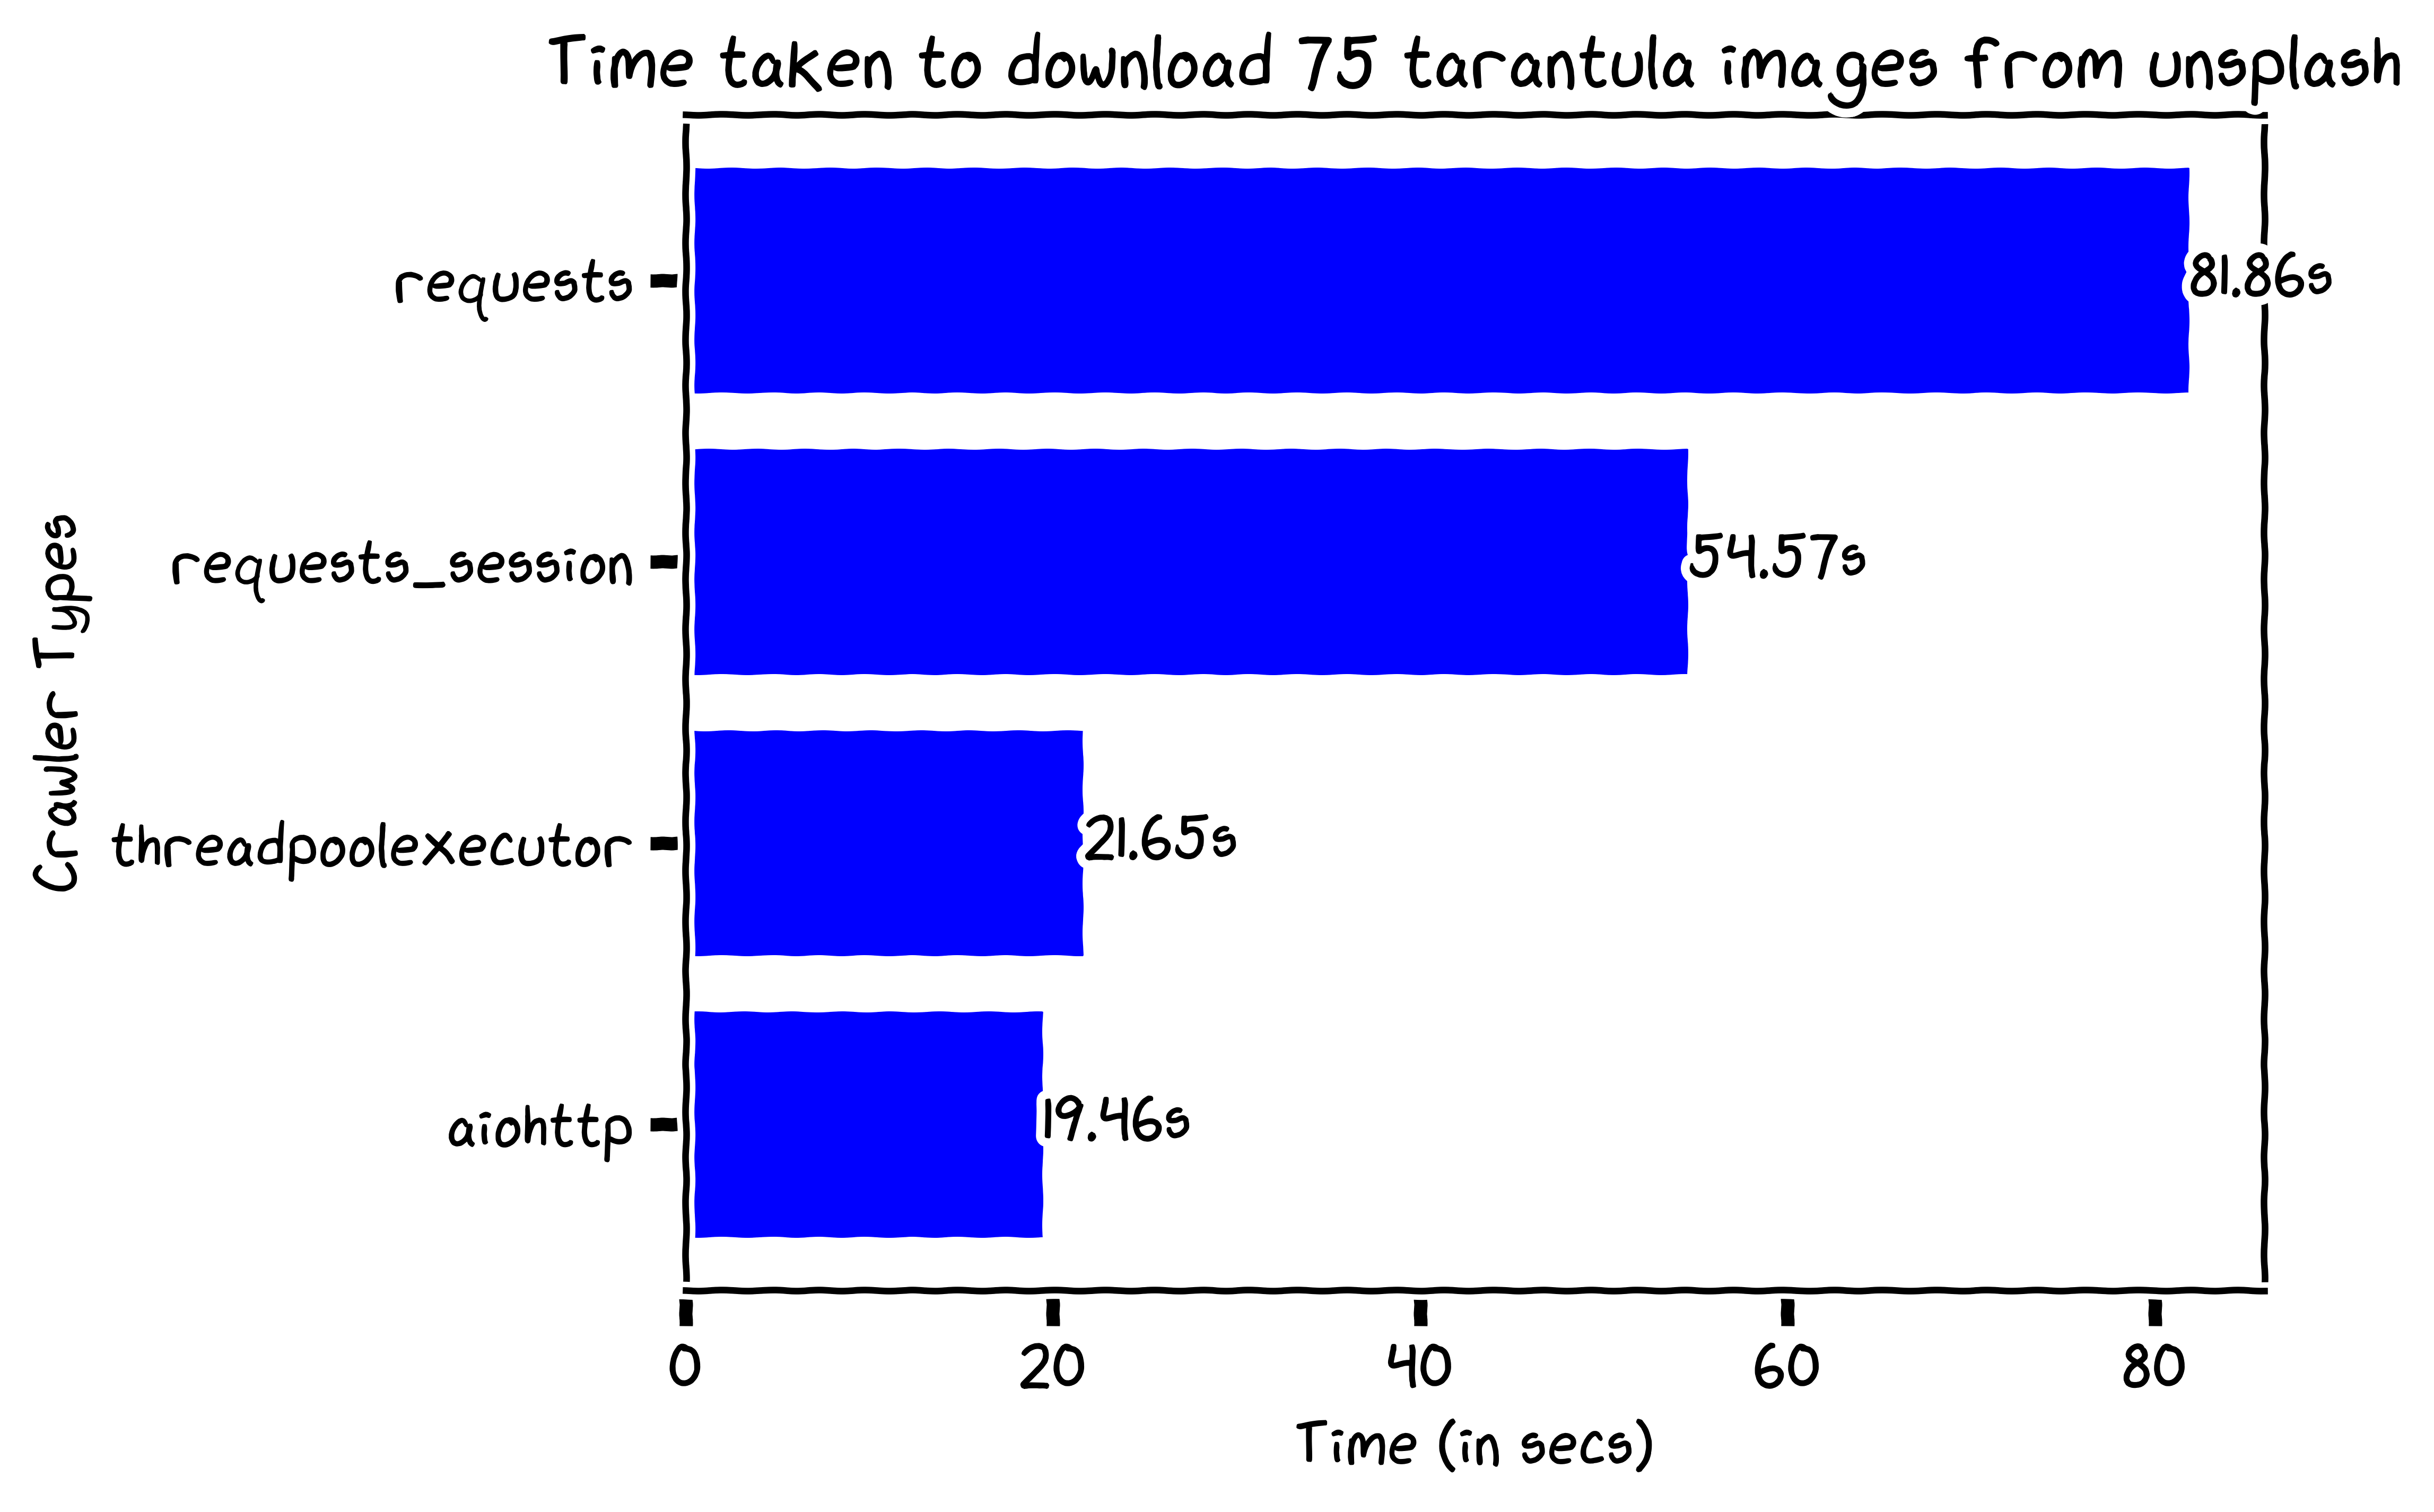 Time taken to download 75 tarantula images from unsplash
requests
81.86s
requests_session
54.57s
Crawler Types
threadpoolexecutor
21.65s
aiohttp
19.46s
0 20 40 60 80
Time (in secs)